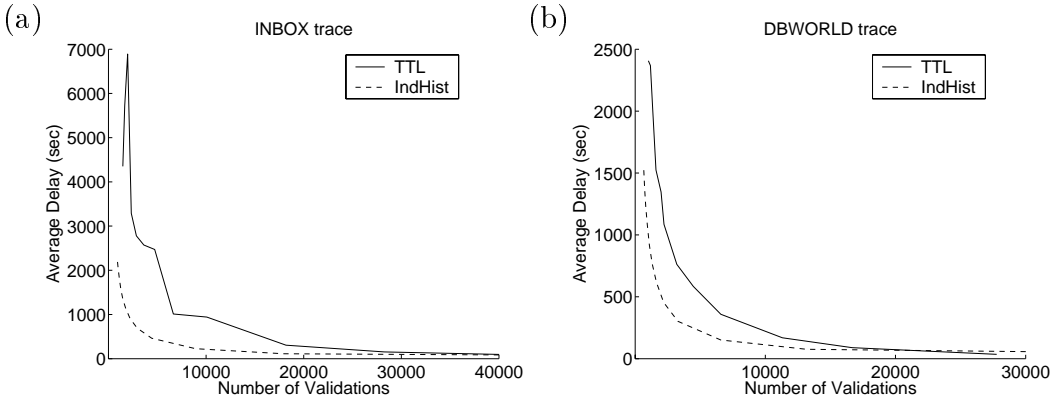 (a)
INBOX trace
7000
6000
5000
4000
3000
2000
1000
0
Average Delay (sec)
TTL
IndHist
10000
20000
30000
40000
Number of Validations
(b)
DBWORLD trace
2500
2000
1500
1000
500
0
Average Delay (sec)
TTL
IndHist
10000
20000
30000
Number of Validations